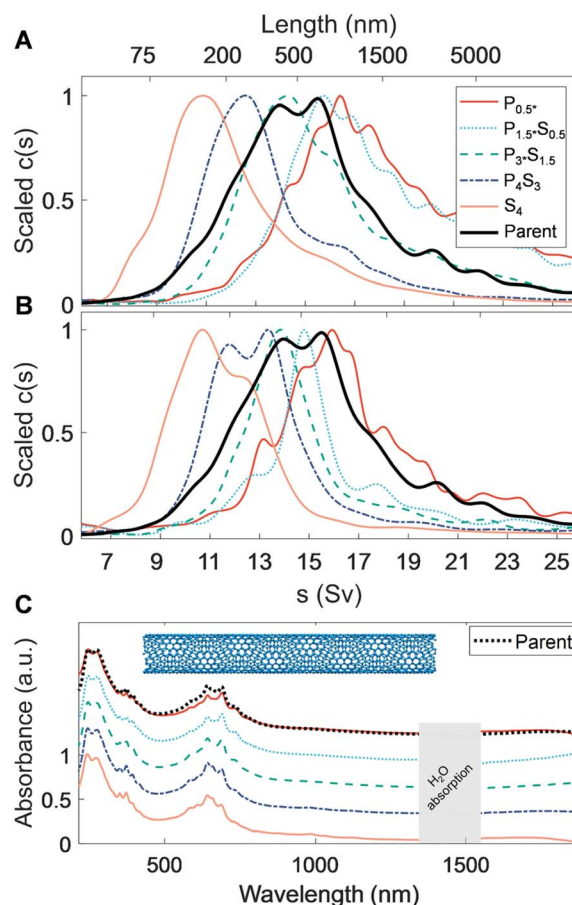 Length (nm)
A
75 200 500 1500 5000
1
0.5
0
Scaled c(s)
P0.5*
P1.5*S0.5
P3*S1.5
P4S3
S4
Parent
B
1
0.5
0
Scaled c(s)
7 9 11 13 15 17 19 21 23 25
s (Sv)
C
Parent
Absorbance (a.u.)
1
0.5
0
H2O
absorption
500 1000 1500
Wavelength (nm)